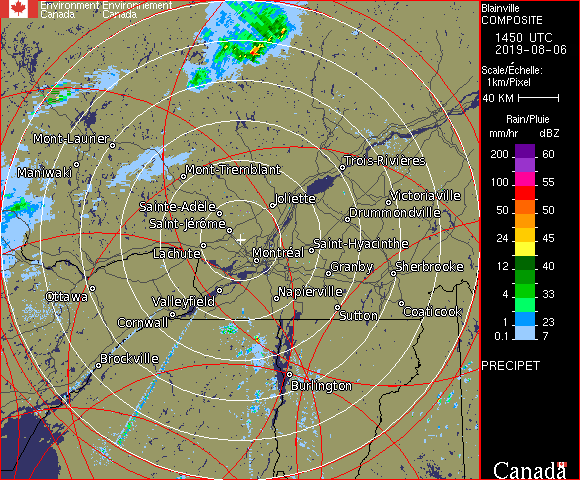 Environment Environnement
Canada Canada
Blainville
COMPOSITE
1450 UTC
2019-08-06
Scale/Échelle:
1km/Pixel
40 KM
Rain/Pluie
mm/hr dBZ
200 60
100 55
50 50
24 45
12 40
4 33
1 23
0.1 7
PRECIPET
Mont-Laurier
Maniwaki
Mont-Tremblant
Trois-Rivières
Sainte-Adèle
Joliette
Victoriaville
Drummondville
Saint-Jérôme
Saint-Hyacinthe
Lachute
Montréal
Granby
Sherbrooke
Ottawa
Valleyfield
Napierville
Coaticook
Sutton
Cornwall
Brockville
Burlington
Canada